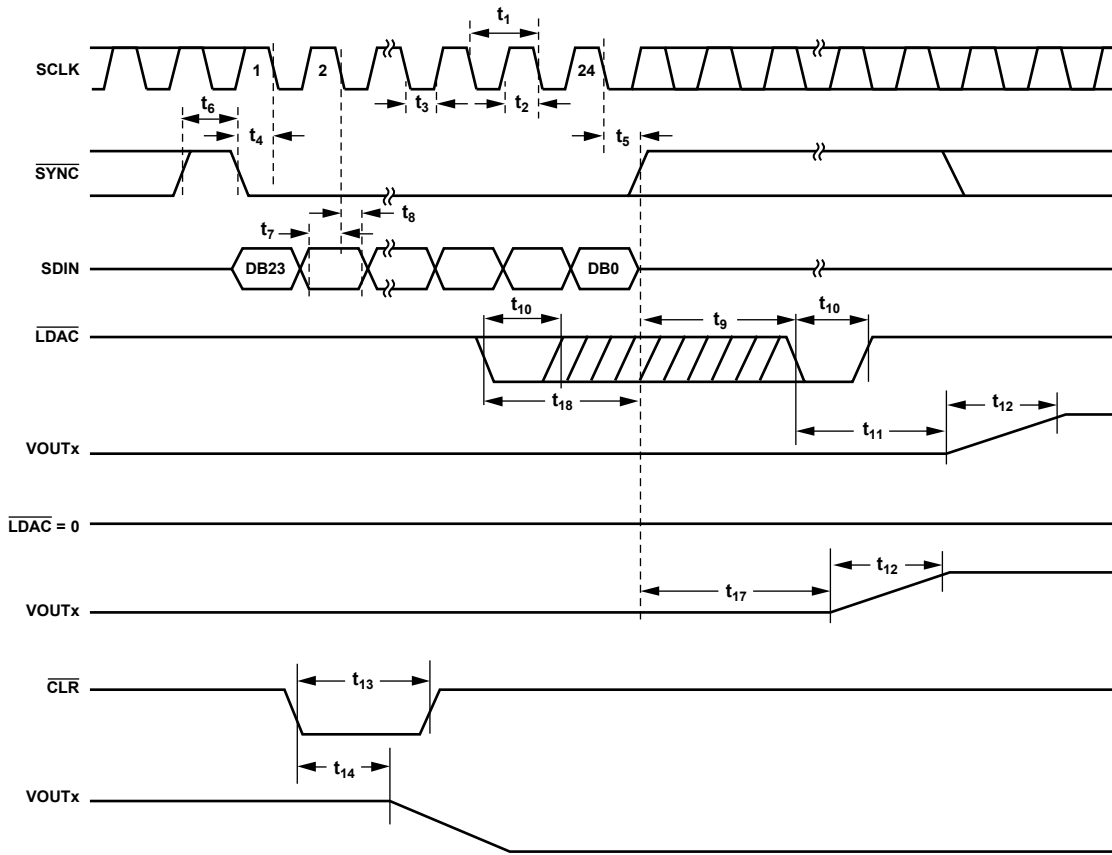 t1
SCLK
1
2
24
t3
t2
t6
t4
t5
SYNC
t7
t8
SDIN
DB23
DB0
t10
t9
t10
LDAC
t18
t12
t11
VOUTx
LDAC = 0
t12
t17
VOUTx
t13
CLR
t14
VOUTx